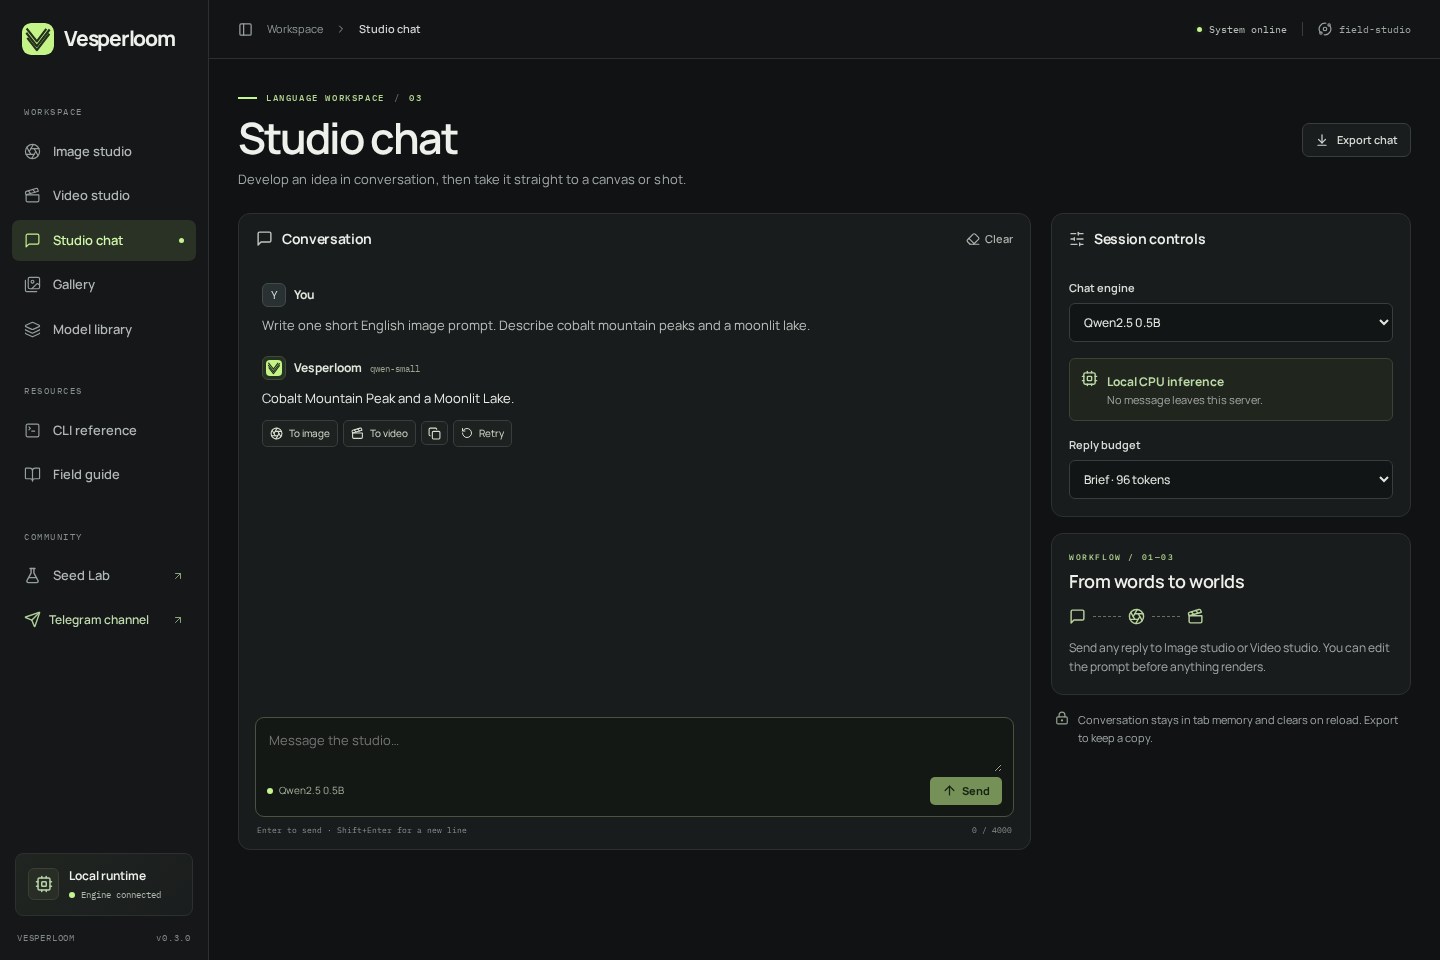 Vesperloom
WORKSPACE
Image studio
Video studio
Studio chat
Gallery
Model library
RESOURCES
CLI reference
Field guide
COMMUNITY
Seed Lab
Telegram channel
Local runtime
Engine connected
VESPERLOOM v0.3.0
Workspace > Studio chat
System online
field-studio
LANGUAGE WORKSPACE / 03
Studio chat
Develop an idea in conversation, then take it straight to a canvas or shot.
Export chat
Conversation
Clear
Y You
Write one short English image prompt. Describe cobalt mountain peaks and a moonlit lake.
Vesperloom qwen-small
Cobalt Mountain Peak and a Moonlit Lake.
To image To video Retry
Message the studio...
Qwen2.5 0.5B
Send
Enter to send · Shift+Enter for a new line 0 / 4000
Session controls
Chat engine
Qwen2.5 0.5B
Local CPU inference
No message leaves this server.
Reply budget
Brief · 96 tokens
WORKFLOW / 01—03
From words to worlds
Send any reply to Image studio or Video studio. You can edit
the prompt before anything renders.
Conversation stays in tab memory and clears on reload. Export
to keep a copy.